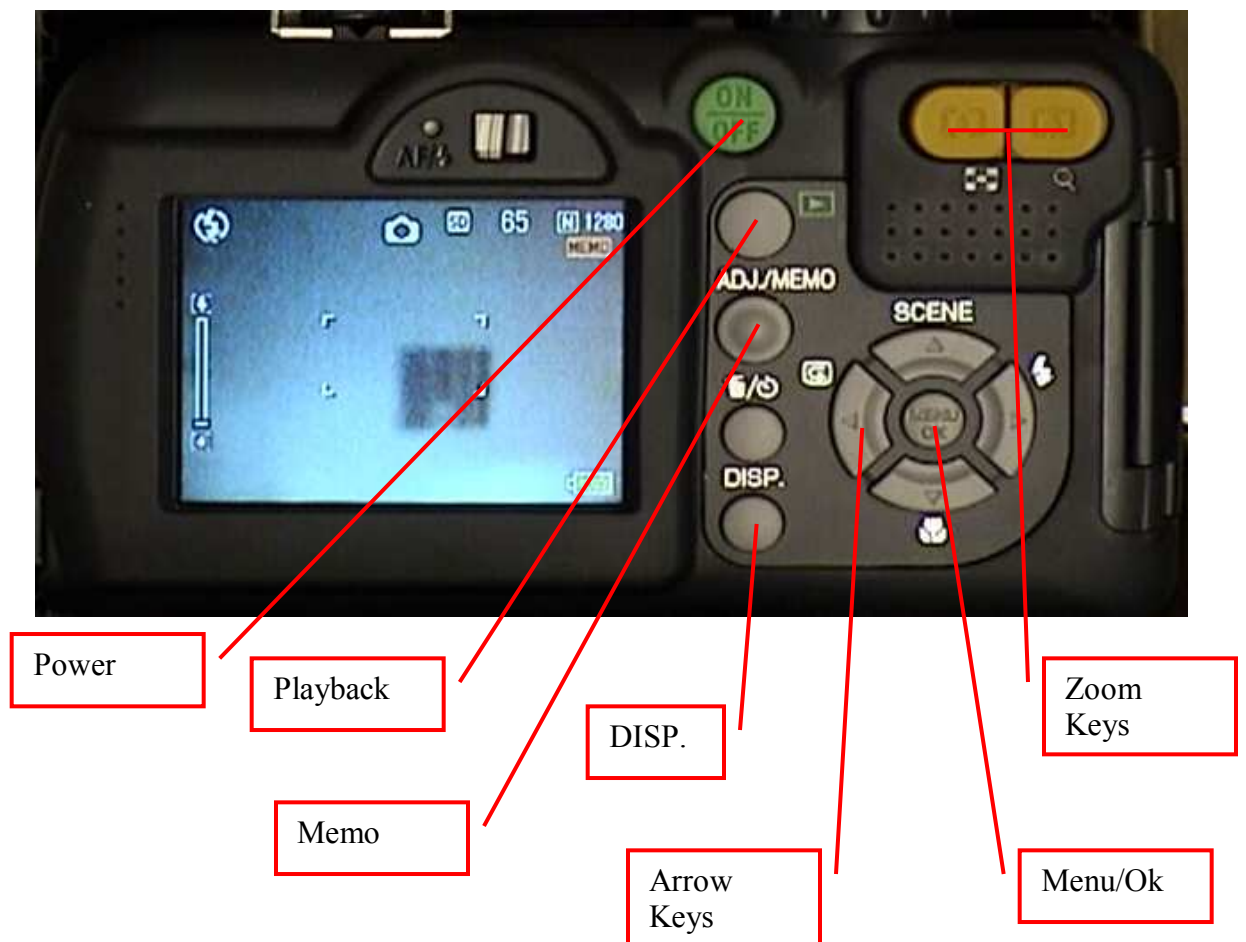 ON
OFF
AF/
SD 65 [N] 1280
MEMO
ADJ./MEMO
SCENE
MENU
OK
DISP.
Power
Playback
DISP.
Zoom
Keys
Memo
Arrow
Keys
Menu/Ok